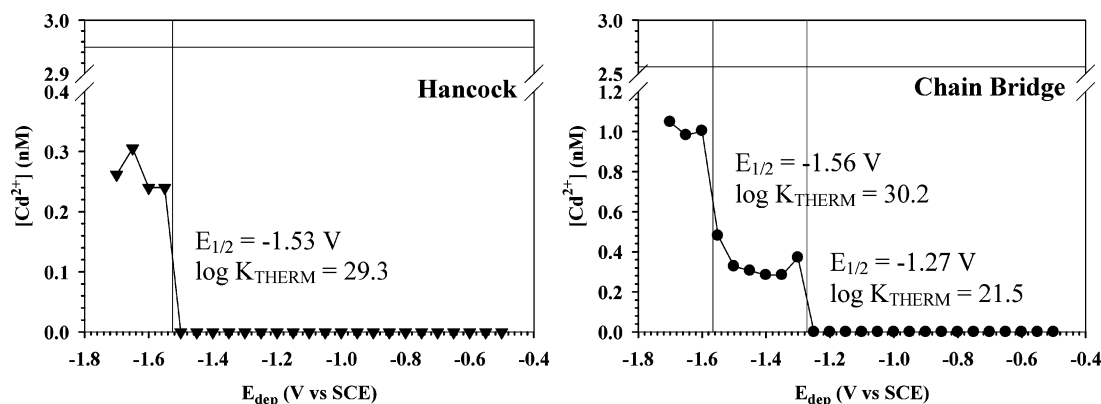 3.0
2.9
0.4
0.3
0.2
0.1
0.0
[Cd2+] (nM)
Hancock
E1/2 = -1.53 V
log KTHERM = 29.3
-1.8 -1.6 -1.4 -1.2 -1.0 -0.8 -0.6 -0.4
Edep (V vs SCE)
3.0
2.5
1.2
1.0
0.8
0.6
0.4
0.2
0.0
[Cd2+] (nM)
Chain Bridge
E1/2 = -1.56 V
log KTHERM = 30.2
E1/2 = -1.27 V
log KTHERM = 21.5
-1.8 -1.6 -1.4 -1.2 -1.0 -0.8 -0.6 -0.4
Edep (V vs SCE)